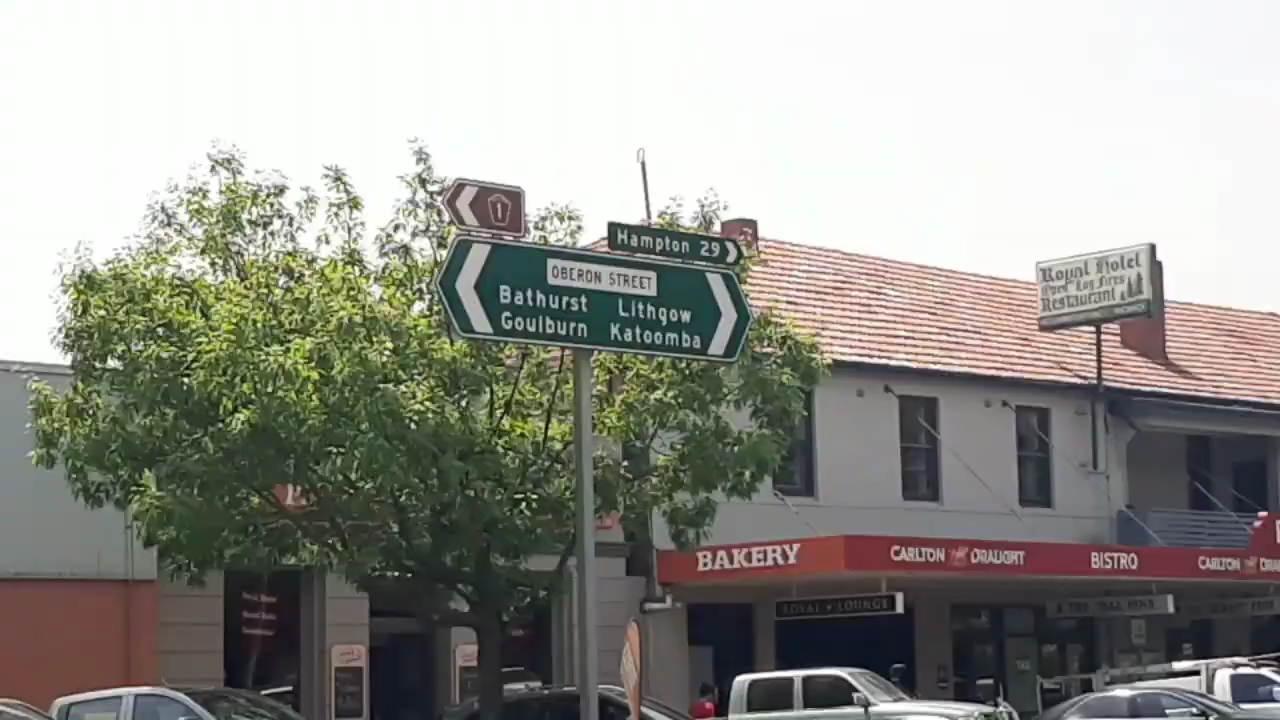 1
Hampton 29
OBERON STREET
Bathurst Lithgow
Goulburn Katoomba
Royal Hotel
Open Log Fires
Restaurant
BAKERY
CARLTON DRAUGHT
BISTRO
CARLTON
ROYAL LOUNGE